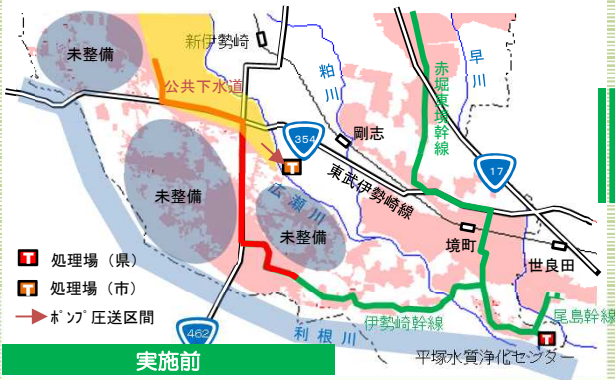 新伊勢崎
未整備
公共下水道
粕川
早川
赤堀東境幹線
354
剛志
17
東武伊勢崎線
未整備
広瀬川
未整備
境町
世良田
処理場（県）
処理場（市）
ﾎﾟﾝﾌﾟ圧送区間
伊勢崎幹線
尾島幹線
462
利根川
平塚水質浄化センター
実施前